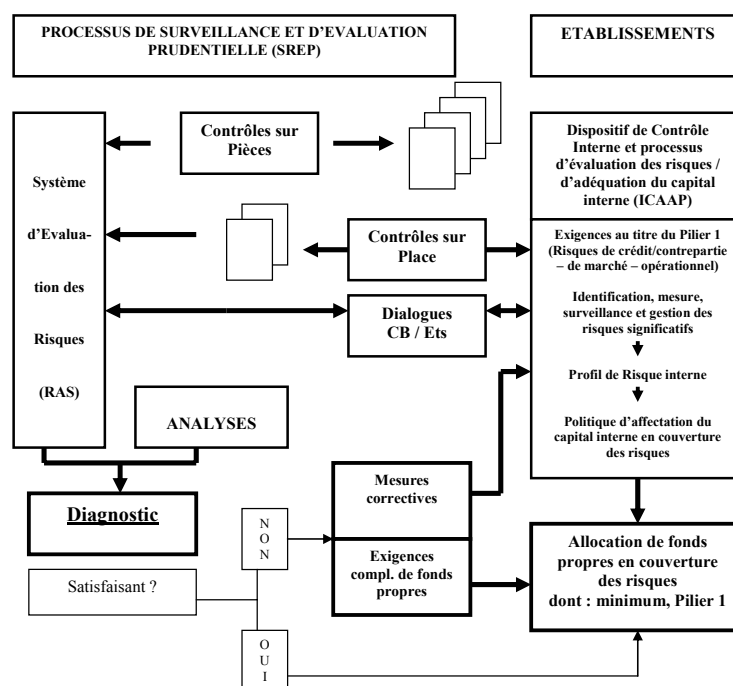 PROCESSUS DE SURVEILLANCE ET D'EVALUATION
PRUDENTIELLE (SREP)
ETABLISSEMENTS
Contrôles sur
Pièces
Système
d'Evalua-
tion des
Risques
(RAS)
Contrôles sur
Place
Dialogues
CB / Ets
ANALYSES
Diagnostic
Satisfaisant ?
N
O
N
O
U
I
Mesures
correctives
Exigences
compl. de fonds
propres
Dispositif de Contrôle
Interne et processus
d'évaluation des risques /
d'adéquation du capital
interne (ICAAP)
Exigences au titre du Pilier 1
(Risques de crédit/contrepartie
– de marché – opérationnel)
Identification, mesure,
surveillance et gestion des
risques significatifs
Profil de Risque interne
Politique d'affectation du
capital interne en couverture
des risques
Allocation de fonds
propres en couverture
des risques
dont : minimum, Pilier 1